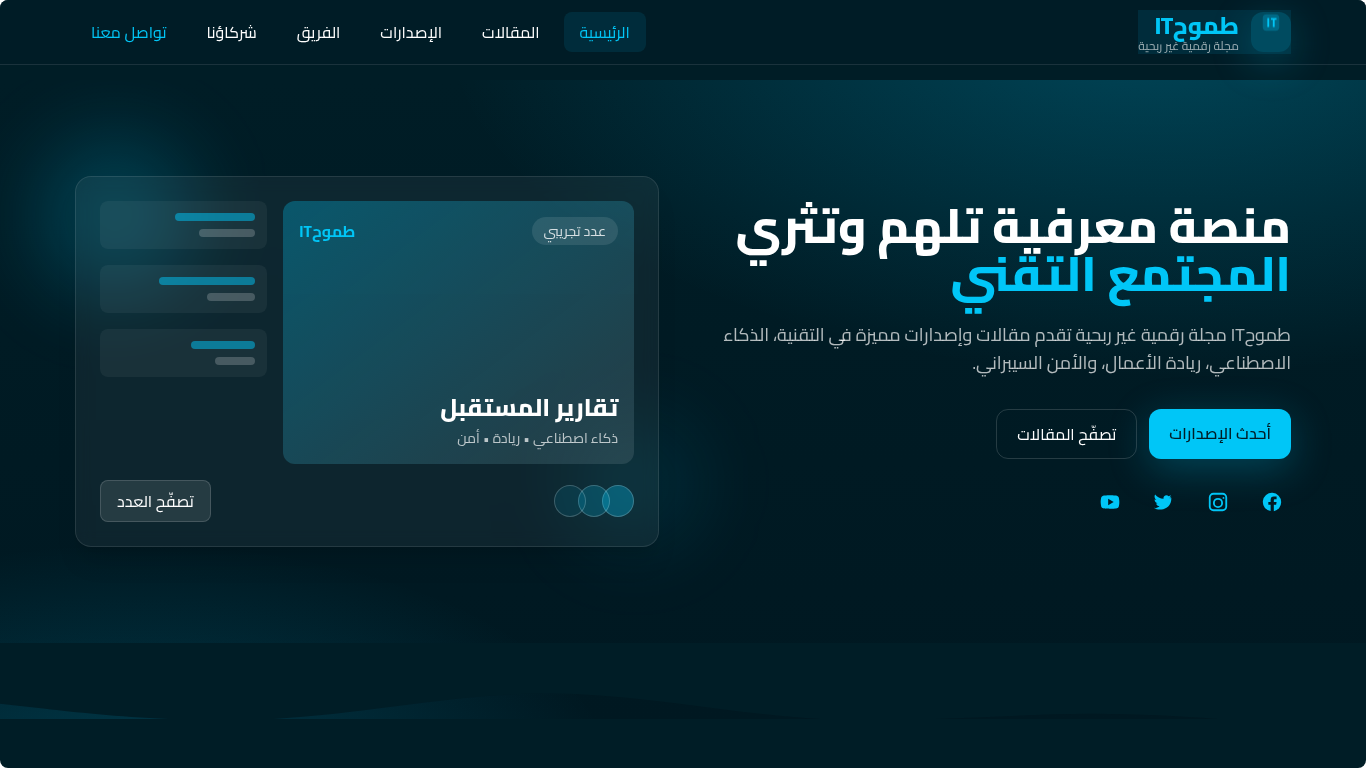 IT
طموحIT
مجلة رقمية غير ربحية
الرئيسية
المقالات
الإصدارات
الفريق
شركاؤنا
تواصل معنا
منصة معرفية تلهم وتثري
المجتمع التقني
طموحIT مجلة رقمية غير ربحية تقدم مقالات وإصدارات مميزة في التقنية، الذكاء
الاصطناعي، ريادة الأعمال، والأمن السيبراني.
أحدث الإصدارات
تصفّح المقالات
عدد تجريبي
طموحIT
تقارير المستقبل
ذكاء اصطناعي • ريادة • أمن
تصفّح العدد